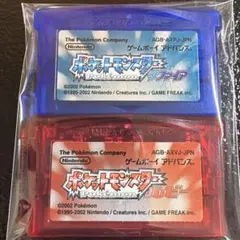 The Pokémon Company
AGB-AXVJ-JPN
Nintendo
ゲームボーイ アドバンス
ポケットモンスター
©2002 Pokémon
©1995-2002 Nintendo / Creatures inc. / GAME FREAK inc.
The Pokémon Company
AGB-AXVJ-JPN
Nintendo
ゲームボーイ アドバンス
ポケットモンスター
©2002 Pokémon
©1995-2002 Nintendo / Creatures inc. / GAME FREAK inc.